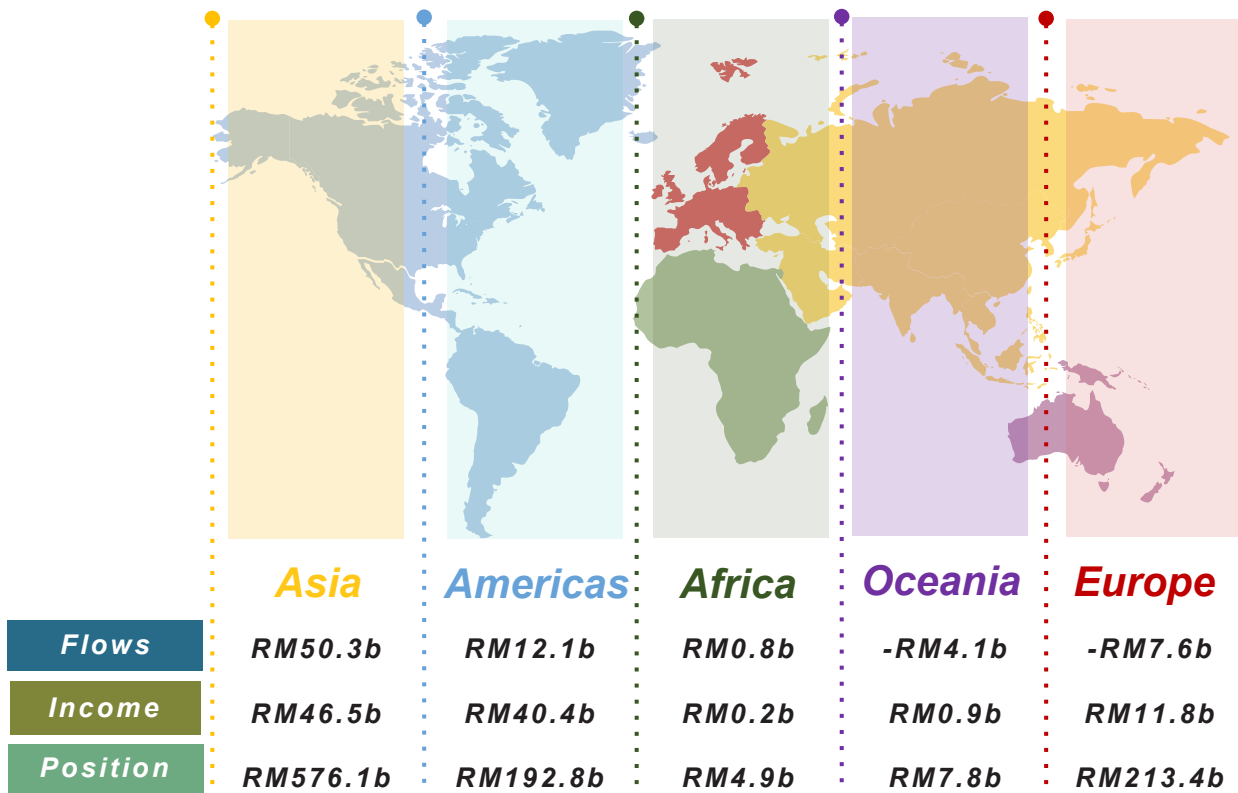 Asia Americas Africa Oceania Europe
Flows RM50.3b RM12.1b RM0.8b -RM4.1b -RM7.6b
Income RM46.5b RM40.4b RM0.2b RM0.9b RM11.8b
Position RM576.1b RM192.8b RM4.9b RM7.8b RM213.4b